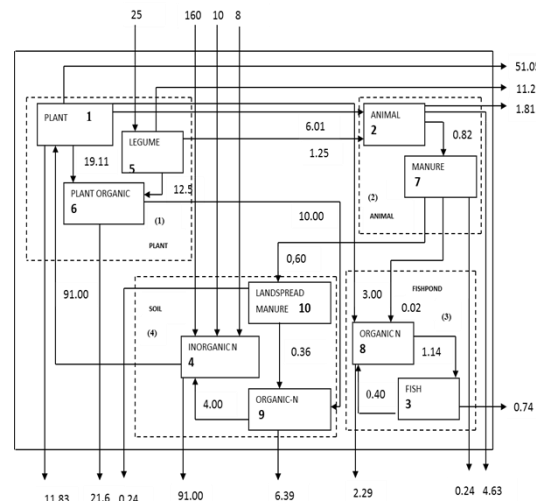 25
160
10
8
51.05
11.2
1.81
PLANT 1
ANIMAL
2
6.01
0.82
LEGUME
5
1.25
MANURE
7
19.11
12.5
PLANT ORGANIC
6
(1)
PLANT
(2)
ANIMAL
10.00
0,60
91.00
SOIL
(4)
LANDSPREAD
MANURE 10
3.00
FISHPOND
0.02
(3)
INORGANIC N
4
0.36
ORGANIC N
8
1.14
4.00
ORGANIC-N
9
0.40
FISH
3
0.74
11.83
21.6
0.24
91.00
6.39
2.29
0.24
4.63